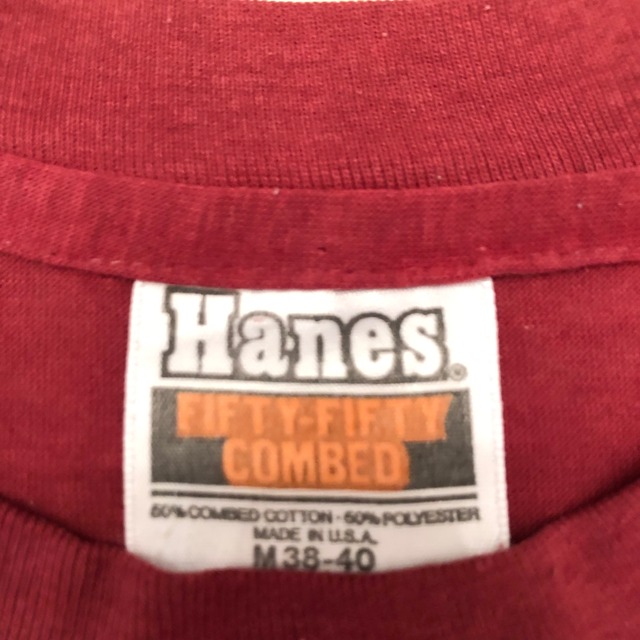 Hanes®
FIFTY-FIFTY
COMBED
50% COMBED COTTON - 50% POLYESTER
MADE IN U.S.A.
M 38-40